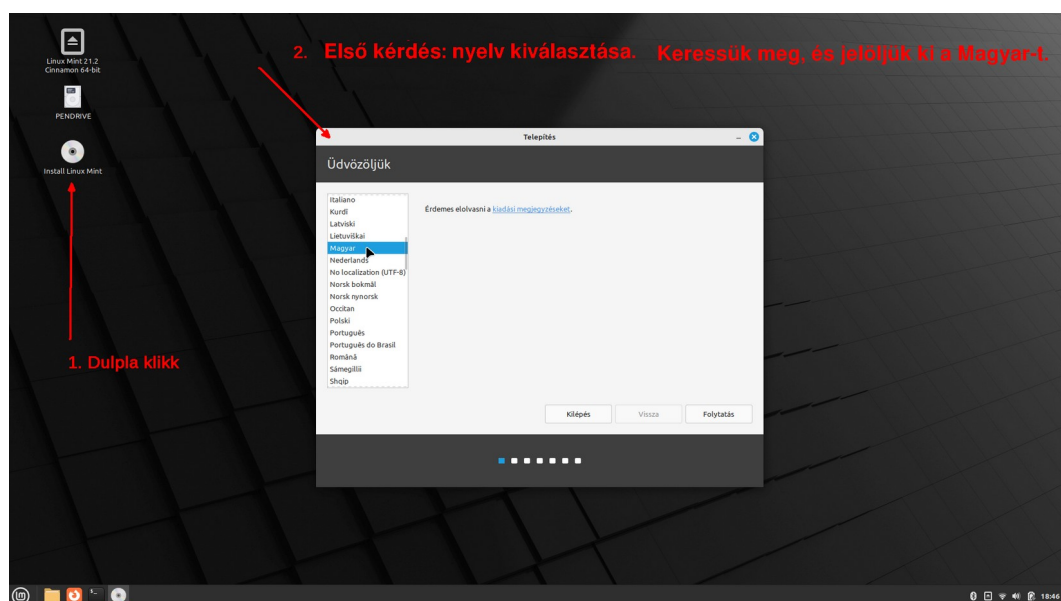 Linux Mint 21.2
Cinnamon 64-bit
PENDRIVE
Install Linux Mint
1. Dulpla klikk
2. Első kérdés: nyelv kiválasztása. Keressük meg, és jelöljük ki a Magyar-t.
Telepítés
Üdvözöljük
Italiano
Kurdî
Latviski
Lietuviškai
Magyar
Nederlands
No localization (UTF-8)
Norsk bokmål
Norsk nynorsk
Occitan
Polski
Português
Português do Brasil
Română
Sámegillii
Shqip
Érdemes elolvasni a kiadási megjegyzéseket.
Kilépés Vissza Folytatás
18:46